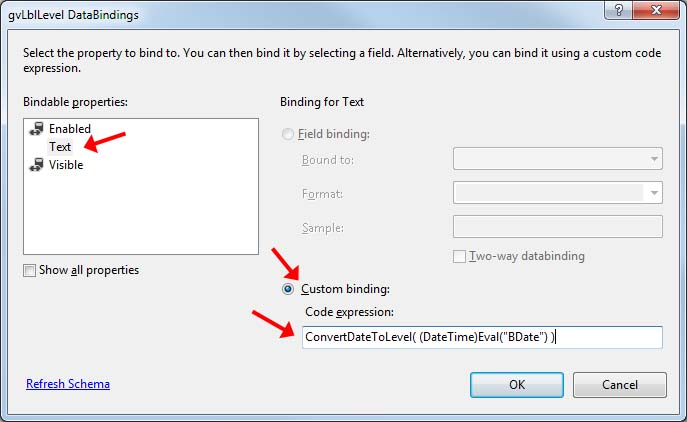 gvLblLevel DataBindings
?
Select the property to bind to. You can then bind it by selecting a field. Alternatively, you can bind it using a custom code
expression.
Bindable properties:
Enabled
Text
Visible
Show all properties
Binding for Text
Field binding:
Bound to:
Format:
Sample:
Two-way databinding
Custom binding:
Code expression:
ConvertDateToLevel( (DateTime)Eval("BDate") )
Refresh Schema
OK
Cancel